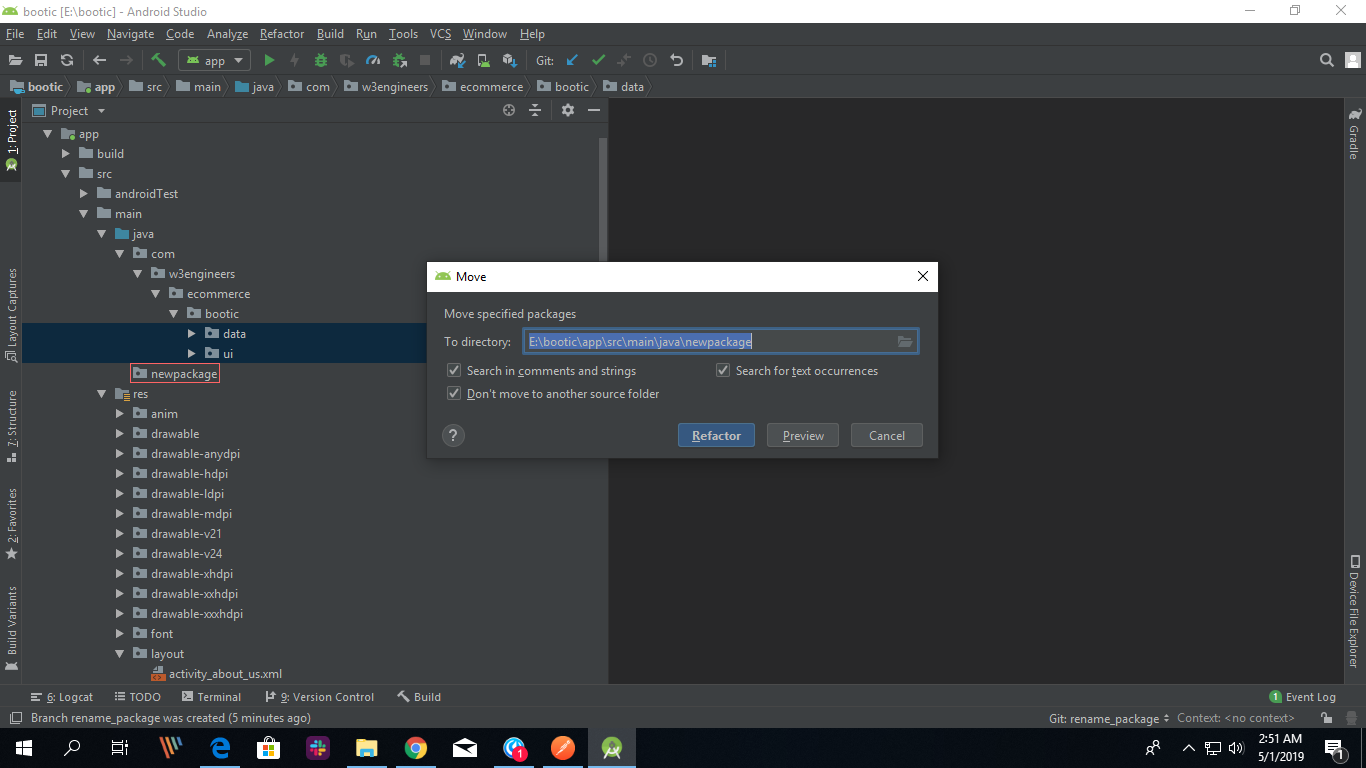 bootic [E:\bootic] - Android Studio
File Edit View Navigate Code Analyze Refactor Build Run Tools VCS Window Help
app Git:
bootic app src main java com w3engineers ecommerce bootic data
Project
1: Project
Layout Captures
7: Structure
2: Favorites
Build Variants
app
build
src
androidTest
main
java
com
w3engineers
ecommerce
bootic
data
ui
newpackage
res
anim
drawable
drawable-anydpi
drawable-hdpi
drawable-ldpi
drawable-mdpi
drawable-v21
drawable-v24
drawable-xhdpi
drawable-xxhdpi
drawable-xxxhdpi
font
layout
activity_about_us.xml
Move
Move specified packages
To directory: E:\bootic\app\src\main\java\newpackage
Search in comments and strings Search for text occurrences
Don't move to another source folder
? Refactor Preview Cancel
Gradle
Device File Explorer
6: Logcat TODO Terminal 9: Version Control Build 1 Event Log
Branch rename_package was created (5 minutes ago) Git: rename_package Context: <no context>
1
2:51 AM
5/1/2019
1